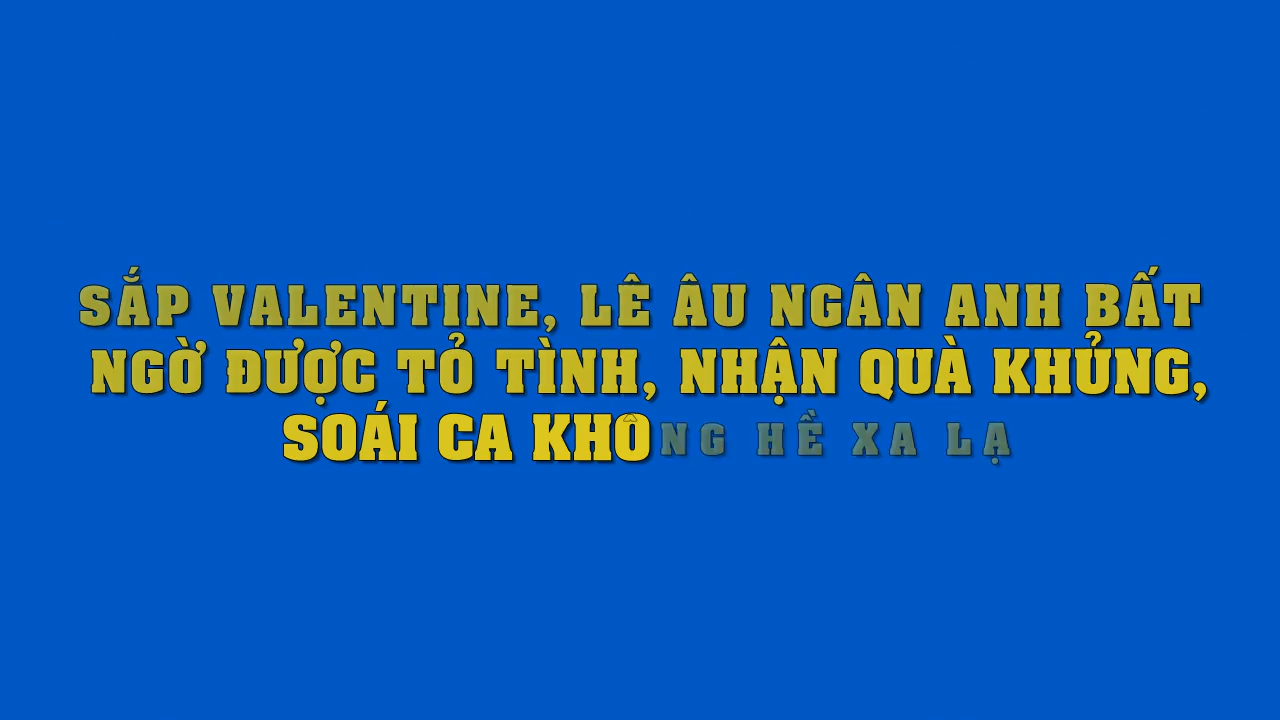 SẮP VALENTINE, LÊ ÂU NGÂN ANH BẤT
NGỜ ĐƯỢC TỎ TÌNH, NHẬN QUÀ KHỦNG,
SOÁI CA KHÔNG HỀ XA LẠ